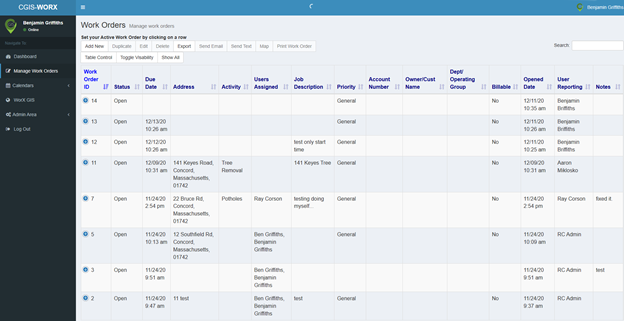 CGIS-WORX
Benjamin Griffiths
Benjamin Griffiths
Online
Navigate To
Dashboard
Manage Work Orders
Calendars
WorX GIS
Admin Area
Log Out
Work Orders Manage work orders
Set your Active Work Order by clicking on a row
Add New Duplicate Edit Delete Export Send Email Send Text Map Print Work Order
Search:
Table Control Toggle Visability Show All
Work Order ID Status Due Date Address Activity Users Assigned Job Description Priority Account Number Owner/Cust Name Dept/ Operating Group Billable Opened Date User Reporting Notes
14 Open General No 12/11/20 10:35 am Benjamin Griffiths
13 Open 12/13/20 10:26 am General No 12/11/20 10:26 am Benjamin Griffiths
12 Open 12/12/20 10:26 am test only start time General No 12/11/20 10:25 am Benjamin Griffiths
11 Open 12/09/20 10:31 am 141 Keyes Road, Concord, Massachusetts, 01742 Tree Removal 141 Keyes Tree General No 12/09/20 10:31 am Aaron Miklosko
7 Open 11/24/20 2:54 pm 22 Bruce Rd, Concord, Massachusetts, 01742 Potholes Ray Corson testing doing myself. General No 11/24/20 2:54 pm Ray Corson fixed it.
5 Open 11/24/20 10:13 am 12 Southfield Rd, Concord, Massachusetts, 01742 Ben Griffiths, Benjamin Griffiths General No 11/24/20 10:09 am RC Admin
3 Open 11/24/20 9:51 am Ben Griffiths, Benjamin Griffiths No 11/24/20 9:51 am RC Admin test
2 Open 11/24/20 9:47 am 11 test Ben Griffiths, Benjamin Griffiths test General No 11/24/20 9:37 am RC Admin